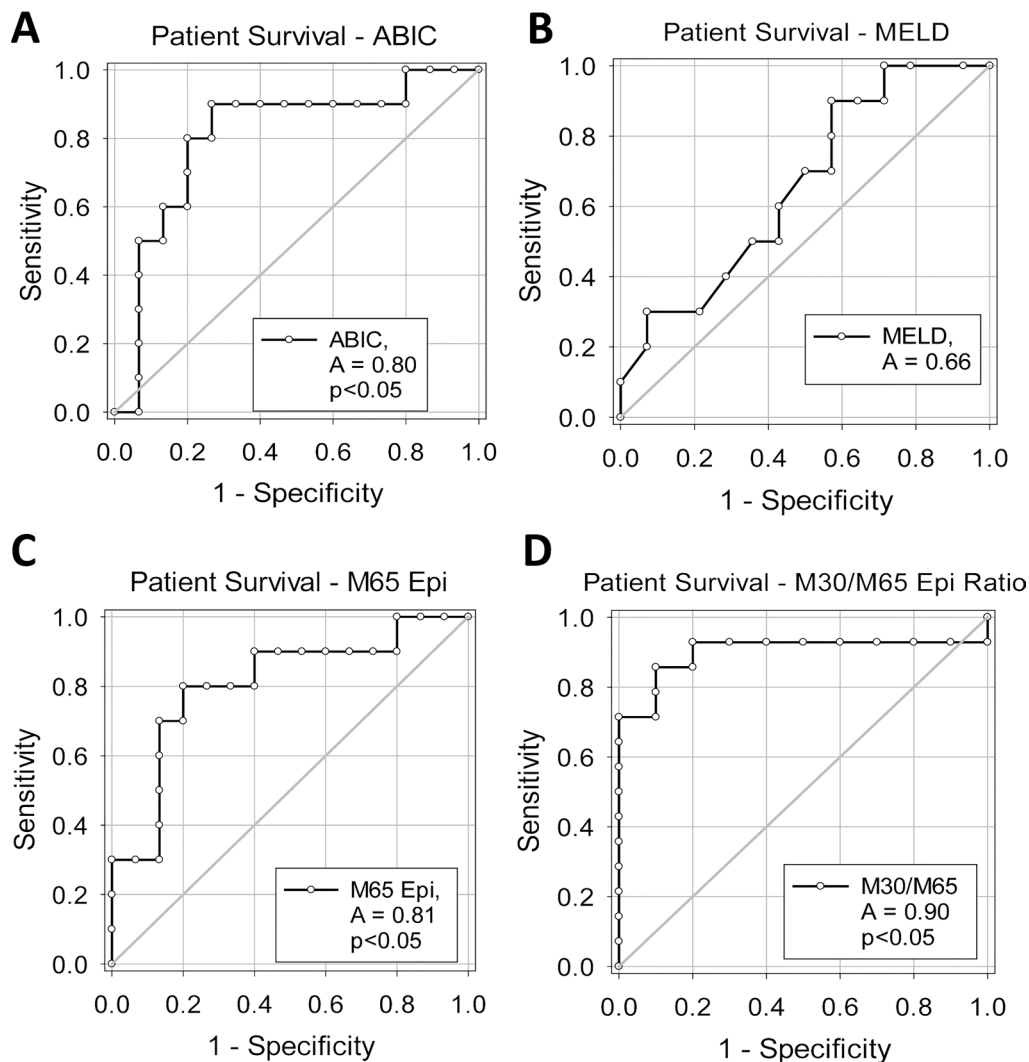 A
Patient Survival - ABIC
1.0
0.8
0.6
0.4
0.2
0.0
Sensitivity
ABIC,
A = 0.80
p<0.05
0.0 0.2 0.4 0.6 0.8 1.0
1 - Specificity
B
Patient Survival - MELD
1.0
0.8
0.6
0.4
0.2
0.0
Sensitivity
MELD,
A = 0.66
0.0 0.2 0.4 0.6 0.8 1.0
1 - Specificity
C
Patient Survival - M65 Epi
1.0
0.8
0.6
0.4
0.2
0.0
Sensitivity
M65 Epi,
A = 0.81
p<0.05
0.0 0.2 0.4 0.6 0.8 1.0
1 - Specificity
D
Patient Survival - M30/M65 Epi Ratio
1.0
0.8
0.6
0.4
0.2
0.0
Sensitivity
M30/M65
A = 0.90
p<0.05
0.0 0.2 0.4 0.6 0.8 1.0
1 - Specificity